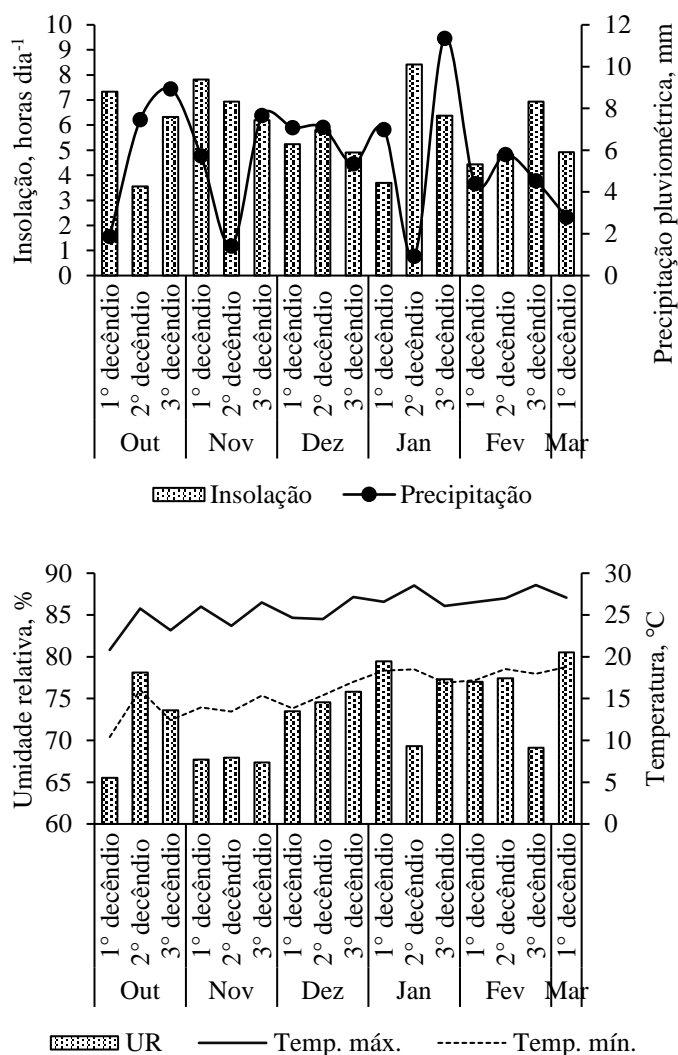 Insolação, horas dia⁻¹
10
9
8
7
6
5
4
3
2
1
0
12
10
8
6
4
2
0
Precipitação pluviométrica, mm
1° decêndio
2° decêndio
3° decêndio
1° decêndio
2° decêndio
3° decêndio
1° decêndio
2° decêndio
3° decêndio
1° decêndio
2° decêndio
3° decêndio
1° decêndio
2° decêndio
3° decêndio
1° decêndio
Out Nov Dez Jan Fev Mar
Insolação Precipitação
Umidade relativa, %
90
85
80
75
70
65
60
30
25
20
15
10
5
0
Temperatura, °C
1° decêndio
2° decêndio
3° decêndio
1° decêndio
2° decêndio
3° decêndio
1° decêndio
2° decêndio
3° decêndio
1° decêndio
2° decêndio
3° decêndio
1° decêndio
2° decêndio
3° decêndio
1° decêndio
Out Nov Dez Jan Fev Mar
UR Temp. máx. Temp. mín.